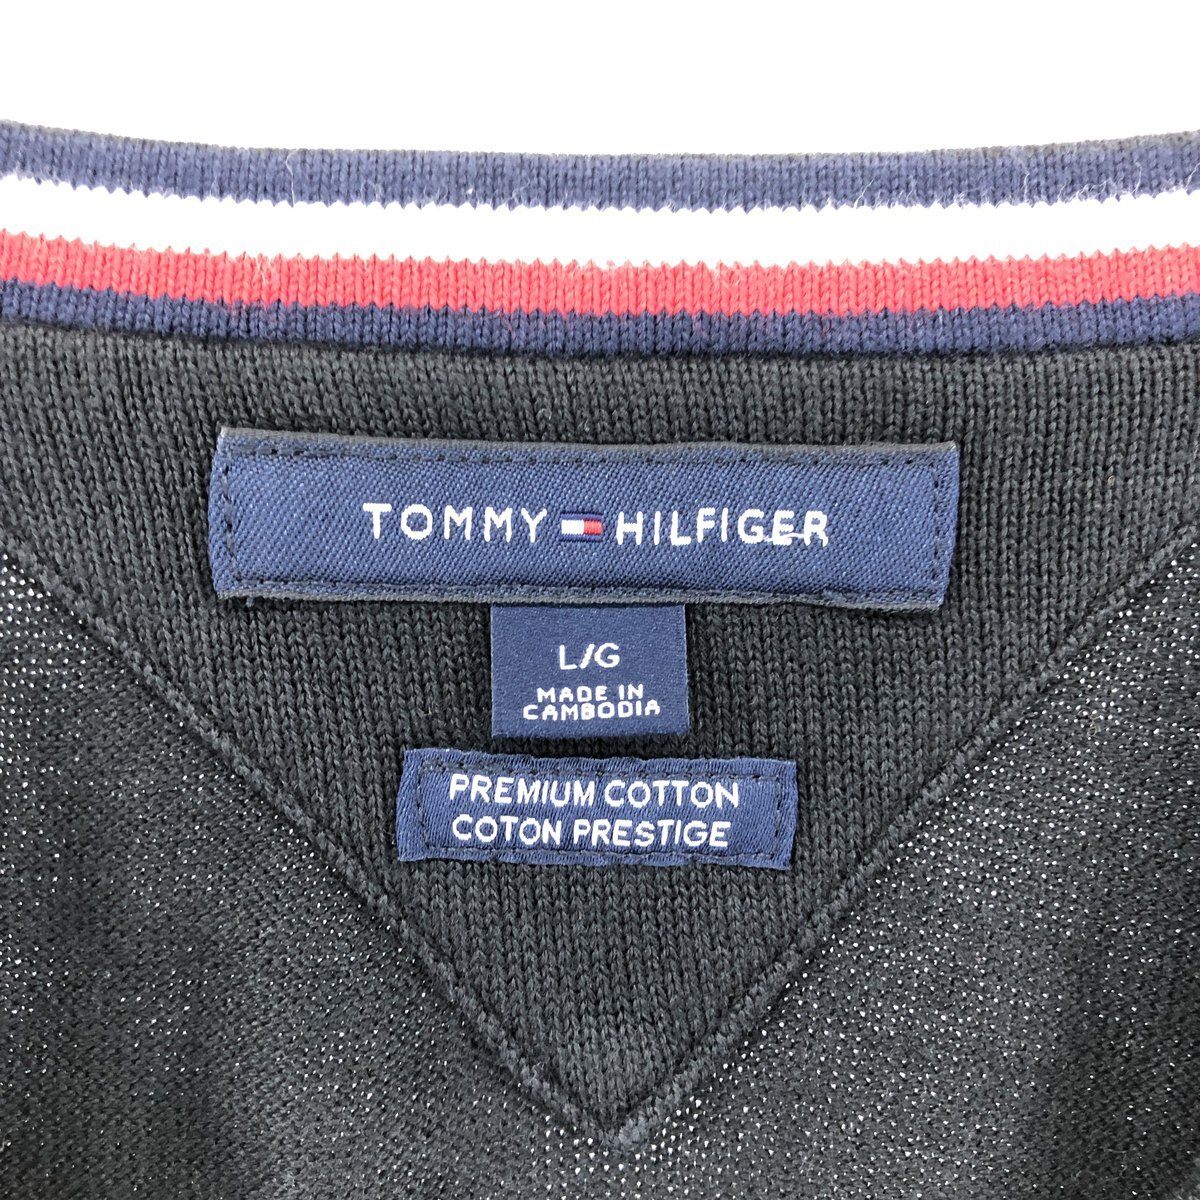 TOMMY HILFIGER
L/G
MADE IN
CAMBODIA
PREMIUM COTTON
COTON PRESTIGE